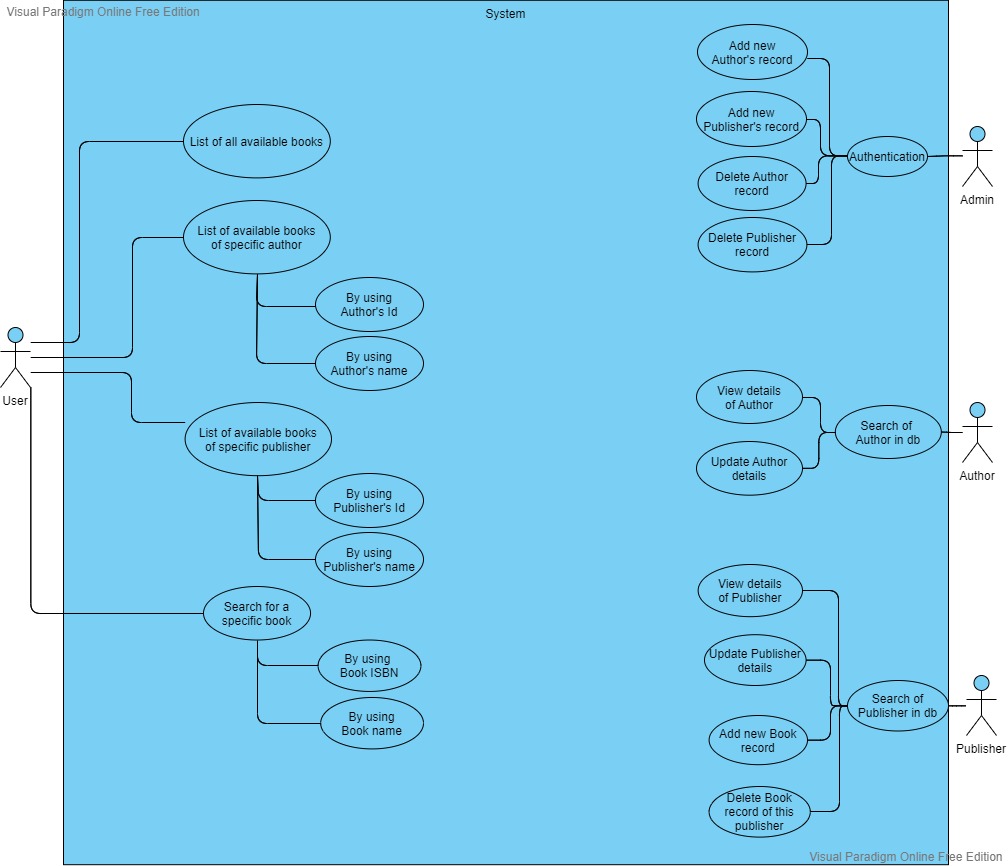 Visual Paradigm Online Free Edition
System
Add new
Author's record
Add new
Publisher's record
Delete Author
record
Delete Publisher
record
Authentication
Admin
List of all available books
List of available books
of specific author
By using
Author's Id
By using
Author's name
User
List of available books
of specific publisher
By using
Publisher's Id
By using
Publisher's name
Search for a
specific book
By using
Book ISBN
By using
Book name
View details
of Author
Update Author
details
Search of
Author in db
Author
View details
of Publisher
Update Publisher
details
Add new Book
record
Delete Book
record of this
publisher
Search of
Publisher in db
Publisher
Visual Paradigm Online Free Edition